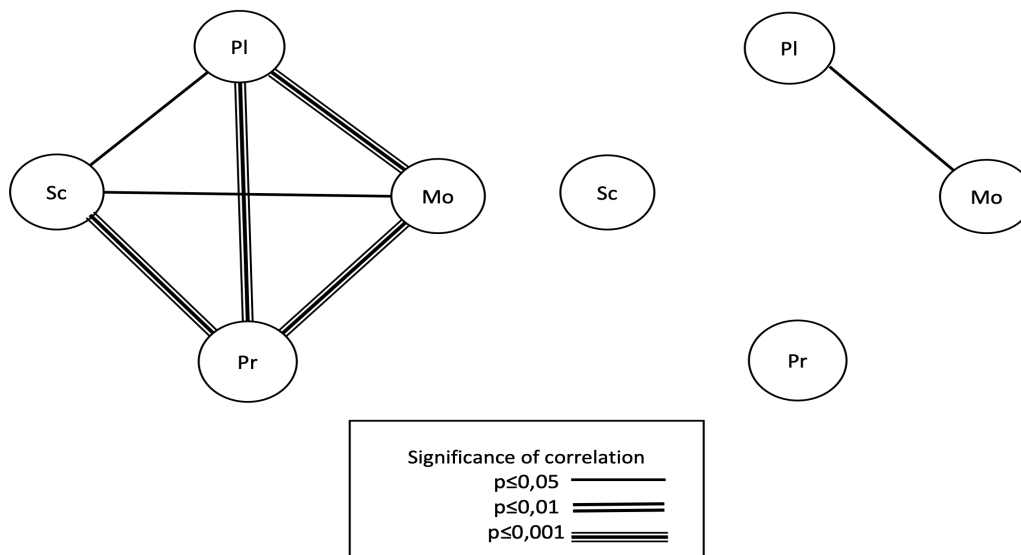 Pl
Sc
Mo
Pr
Pl
Sc
Mo
Pr
Significance of correlation
p≤0,05
p≤0,01
p≤0,001